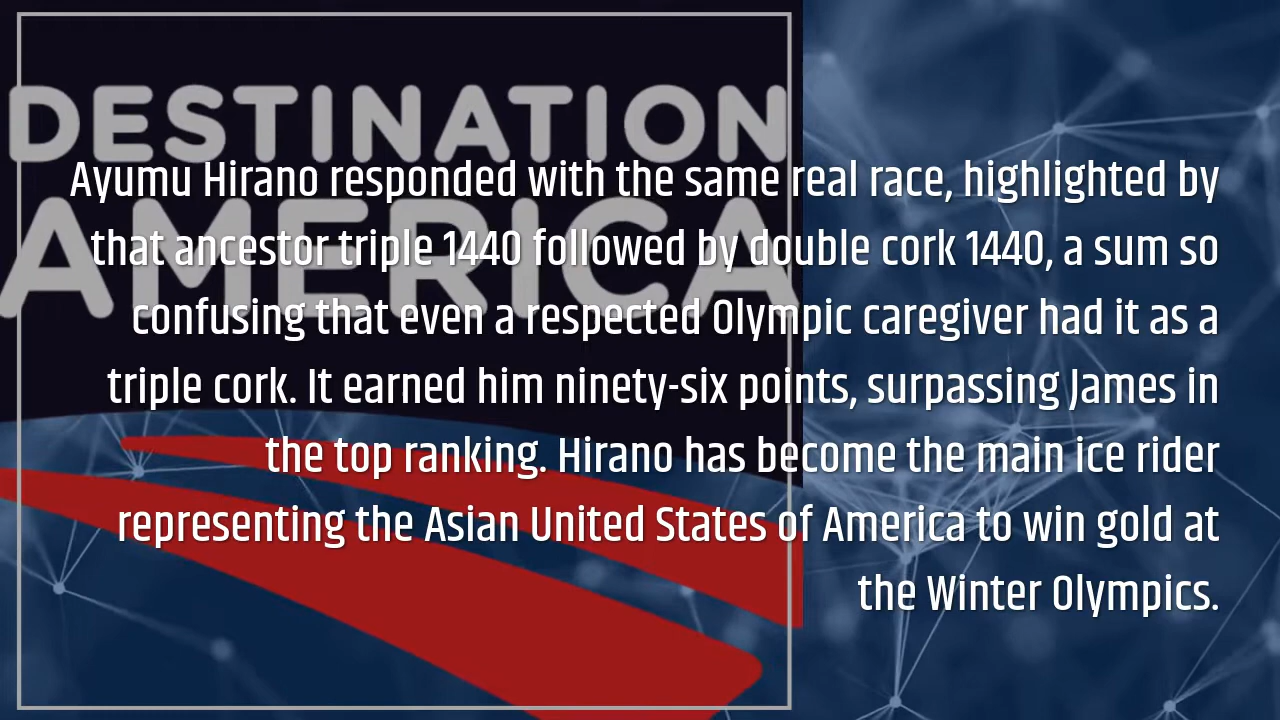 DESTINATION
AMERICA
Ayumu Hirano responded with the same real race, highlighted by
that ancestor triple 1440 followed by double cork 1440, a sum so
confusing that even a respected Olympic caregiver had it as a
triple cork. It earned him ninety-six points, surpassing James in
the top ranking. Hirano has become the main ice rider
representing the Asian United States of America to win gold at
the Winter Olympics.